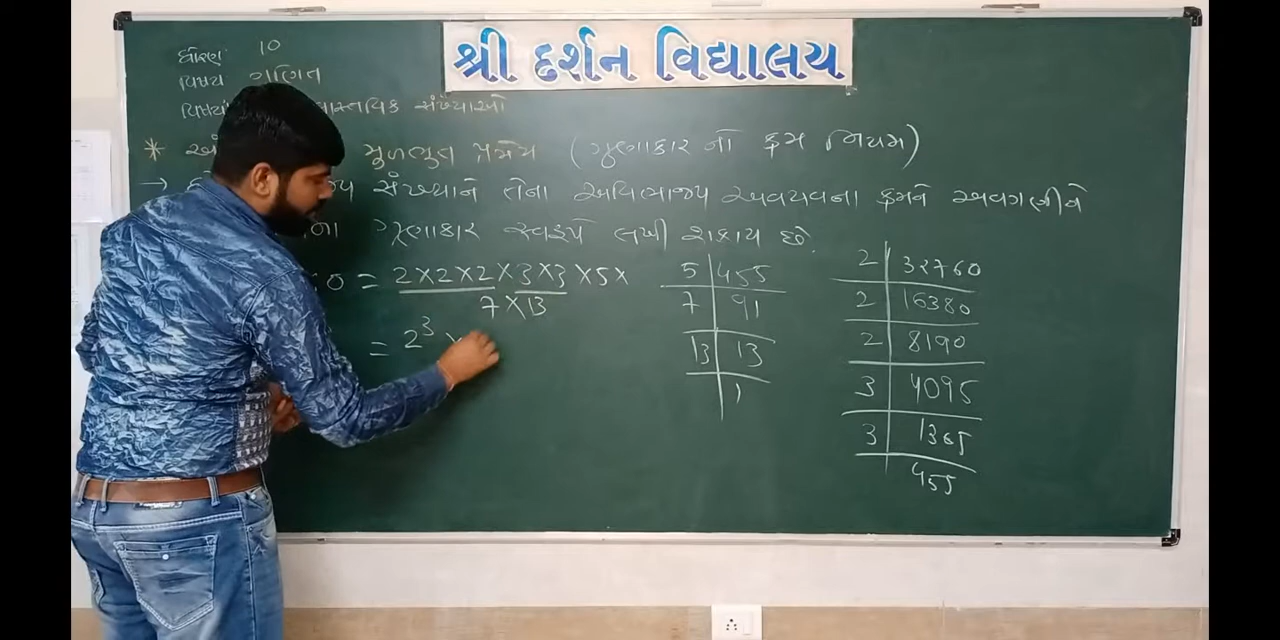 શ્રી દર્શન વિદ્યાલય
ધોરણ 10
વિષય ગણિત
વાસ્તવિક સંખ્યાઓ
* મુળભુત પ્રમેય (ગુણાકાર નો ક્રમ નિયમ)
→ સંખ્યાને તેના અવિભાજ્ય અવયવના ક્રમને અવગણીને
ગુણાકાર સ્વરૂપે લખી શકાય છે.
60 = 2×2×2×3×3×5×
7×13
= 2³ ×
5 | 455
7 | 91
13 | 13
1
2 | 32760
2 | 16380
2 | 8190
3 | 4095
3 | 1365
455